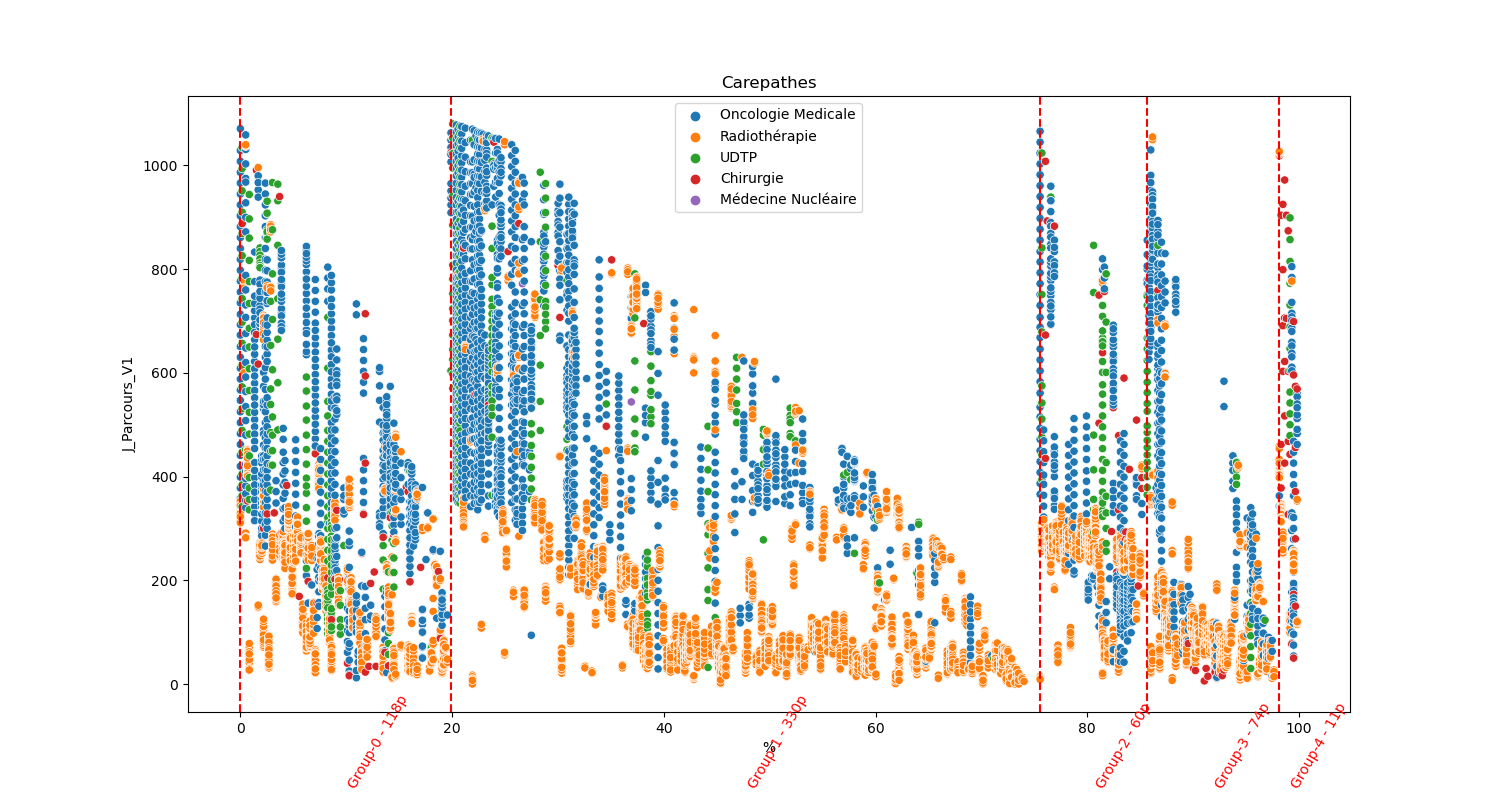 Carepathes
Oncologie Medicale
Radiothérapie
UDTP
Chirurgie
Médecine Nucléaire
J_Parcours_V1
1000
800
600
400
200
0
0 20 40 60 80 100
%
Group-0 - 118p
Group-1 - 330p
Group-2 - 60p
Group-3 - 74p
Group-4 - 11p